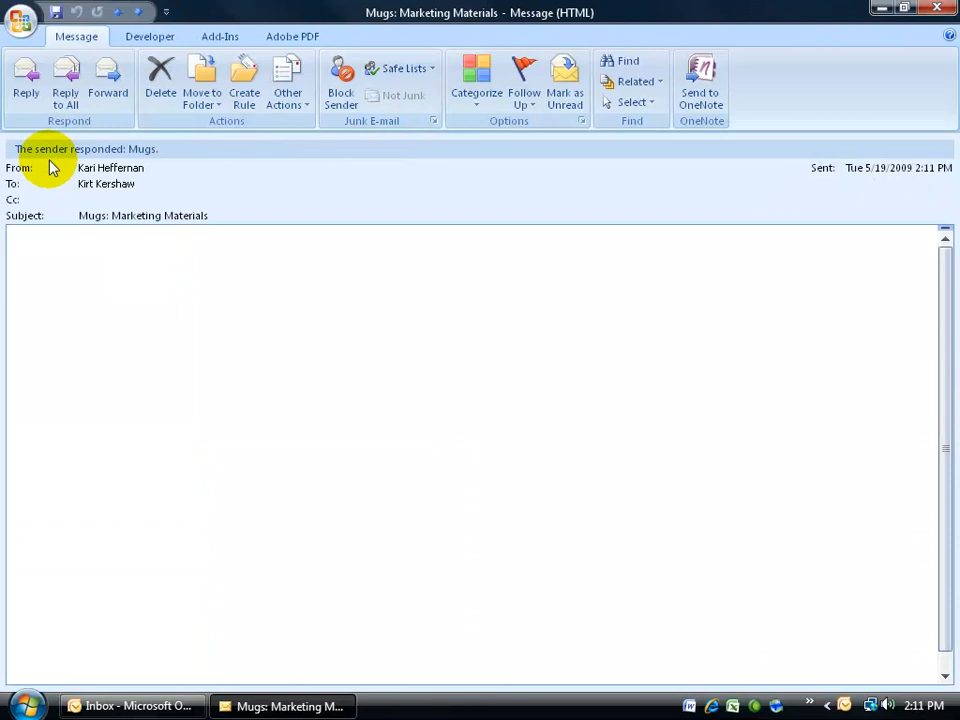 Mugs: Marketing Materials - Message (HTML)
Message Developer Add-Ins Adobe PDF
Reply
Reply to All
Forward
Respond
Delete
Move to Folder
Create Rule
Other Actions
Actions
Block Sender
Safe Lists
Not Junk
Junk E-mail
Categorize
Follow Up
Mark as Unread
Options
Find
Related
Select
Find
Send to OneNote
OneNote
The sender responded: Mugs.
From: Kari Heffernan Sent: Tue 5/19/2009 2:11 PM
To: Kirt Kershaw
Cc:
Subject: Mugs: Marketing Materials
Inbox - Microsoft O... Mugs: Marketing M... 2:11 PM